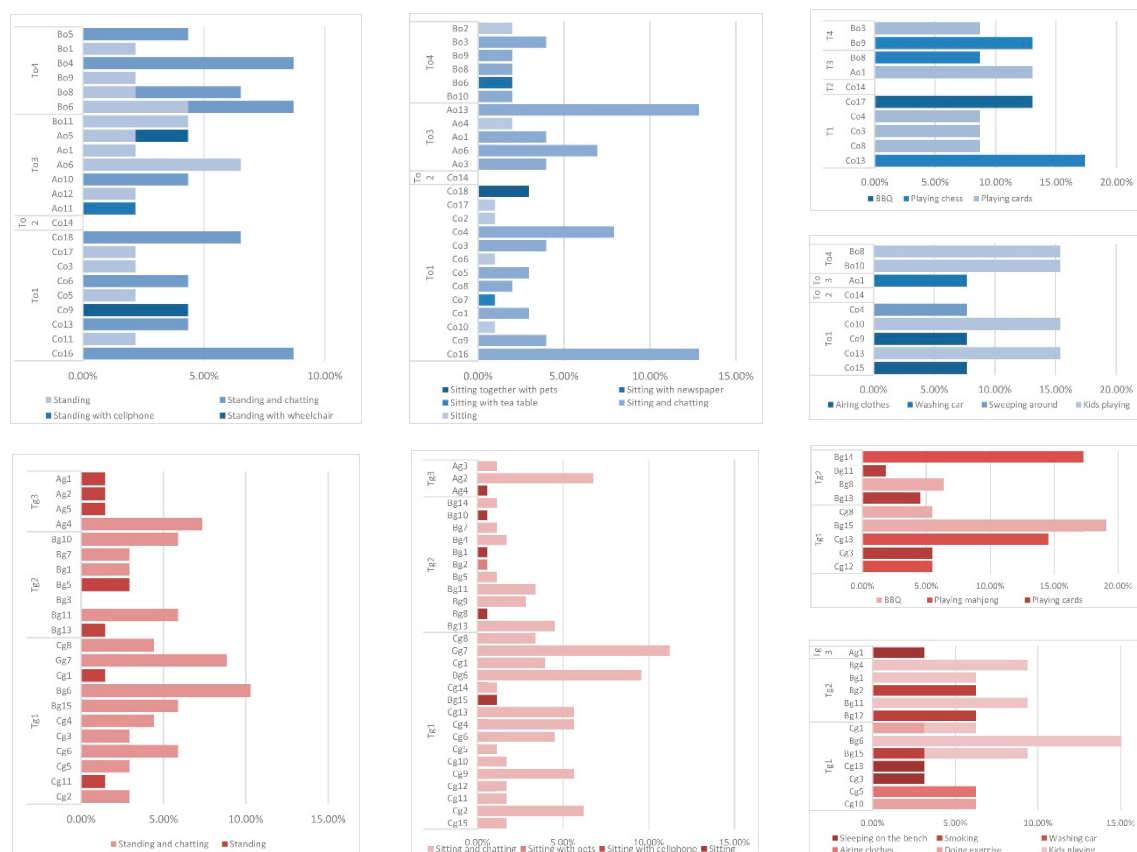 To4
Bo5
Bo1
Bo4
Bo9
Bo8
Bo6
To3
Bo11
Ao5
Ao1
Ao6
Ao10
Ao12
Ao11
To 2
Co14
To1
Co18
Co17
Co3
Co6
Co5
Co9
Co13
Co11
Co16
0.00% 5.00% 10.00%
Standing Standing and chatting
Standing with cellphone Standing with wheelchair
To4
Bo2
Bo3
Bo9
Bo8
Bo6
Bo10
To3
Ao13
Ao4
Ao1
Ao6
Ao3
To 2
Co14
To1
Co18
Co17
Co2
Co4
Co3
Co6
Co5
Co8
Co7
Co1
Co10
Co9
Co16
0.00% 5.00% 10.00% 15.00%
Sitting together with pets Sitting with newspaper
Sitting with tea table Sitting and chatting
Sitting
T4
Bo3
Bo9
T3
Bo8
Ao1
T2
Co14
T1
Co17
Co4
Co3
Co8
Co13
0.00% 5.00% 10.00% 15.00% 20.00%
BBQ Playing chess Playing cards
To4
Bo8
Bo10
To 3
Ao1
To 2
Co14
To1
Co4
Co10
Co9
Co13
Co15
0.00% 5.00% 10.00% 15.00% 20.00%
Airing clothes Washing car Sweeping around Kids playing
Tg3
Ag1
Ag2
Ag5
Ag4
Tg2
Bg10
Bg7
Bg1
Bg5
Bg3
Bg11
Bg13
Tg1
Cg8
Gg7
Cg1
Bg6
Bg15
Cg4
Cg3
Cg6
Cg5
Cg11
Cg2
0.00% 5.00% 10.00% 15.00%
Standing and chatting Standing
Tg3
Ag3
Ag2
Ag4
Tg2
Bg14
Bg10
Bg7
Bg4
Bg1
Bg2
Bg5
Bg11
Bg9
Bg8
Bg13
Tg1
Cg8
Gg7
Cg1
Bg6
Cg14
Bg15
Cg13
Cg4
Cg6
Cg5
Cg10
Cg9
Cg12
Cg11
Cg2
Cg15
0.00% 5.00% 10.00% 15.00%
Sitting and chatting Sitting with pets Sitting with cellphone Sitting
Tg2
Bg14
Bg11
Bg8
Bg13
Tg1
Cg8
Bg15
Cg13
Cg3
Cg12
0.00% 5.00% 10.00% 15.00% 20.00%
BBQ Playing mahjong Playing cards
Tg 3
Ag1
Tg2
Bg4
Bg1
Bg2
Bg11
Bg12
Tg1
Cg1
Bg6
Bg15
Cg13
Cg3
Cg5
Cg10
0.00% 5.00% 10.00% 15.00%
Sleeping on the bench Smoking Washing car
Airing clothes Doing exercise Kids playing